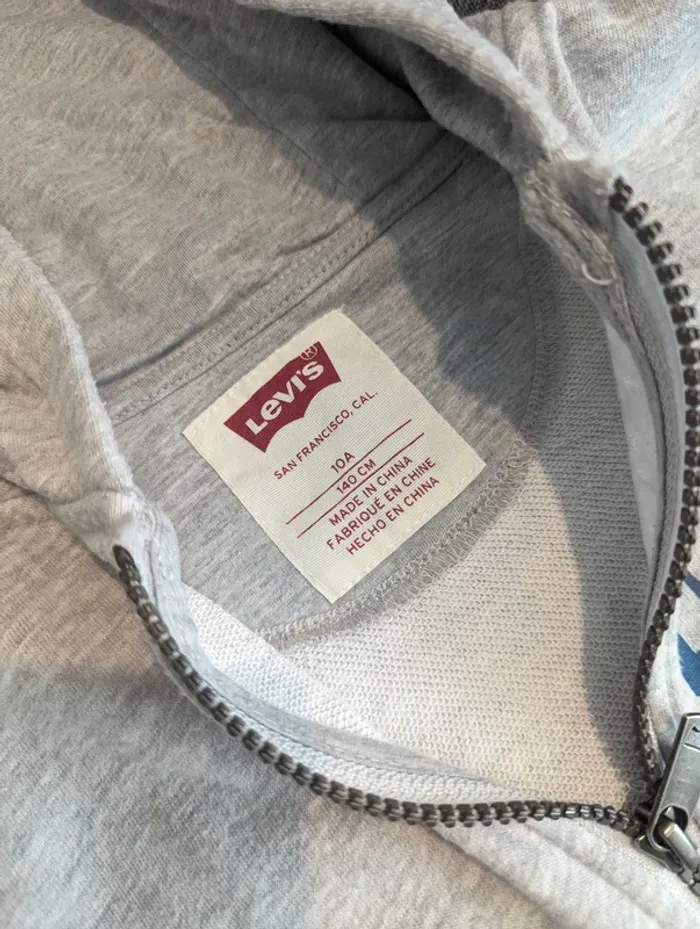 Levi's®
SAN FRANCISCO, CAL.
10A
140 CM
MADE IN CHINA
FABRIQUÉ EN CHINE
HECHO EN CHINA